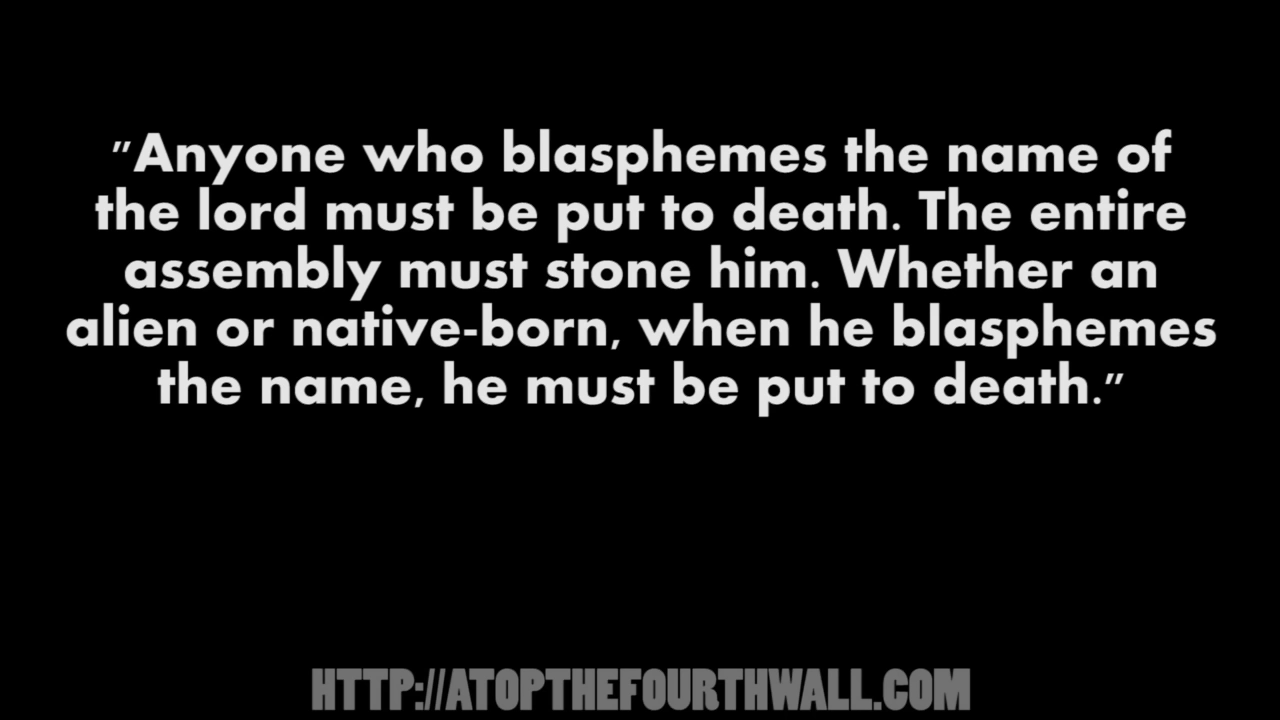 "Anyone who blasphemes the name of
the lord must be put to death. The entire
assembly must stone him. Whether an
alien or native-born, when he blasphemes
the name, he must be put to death."
HTTP://ATOPTHEFOURTHWALL.COM